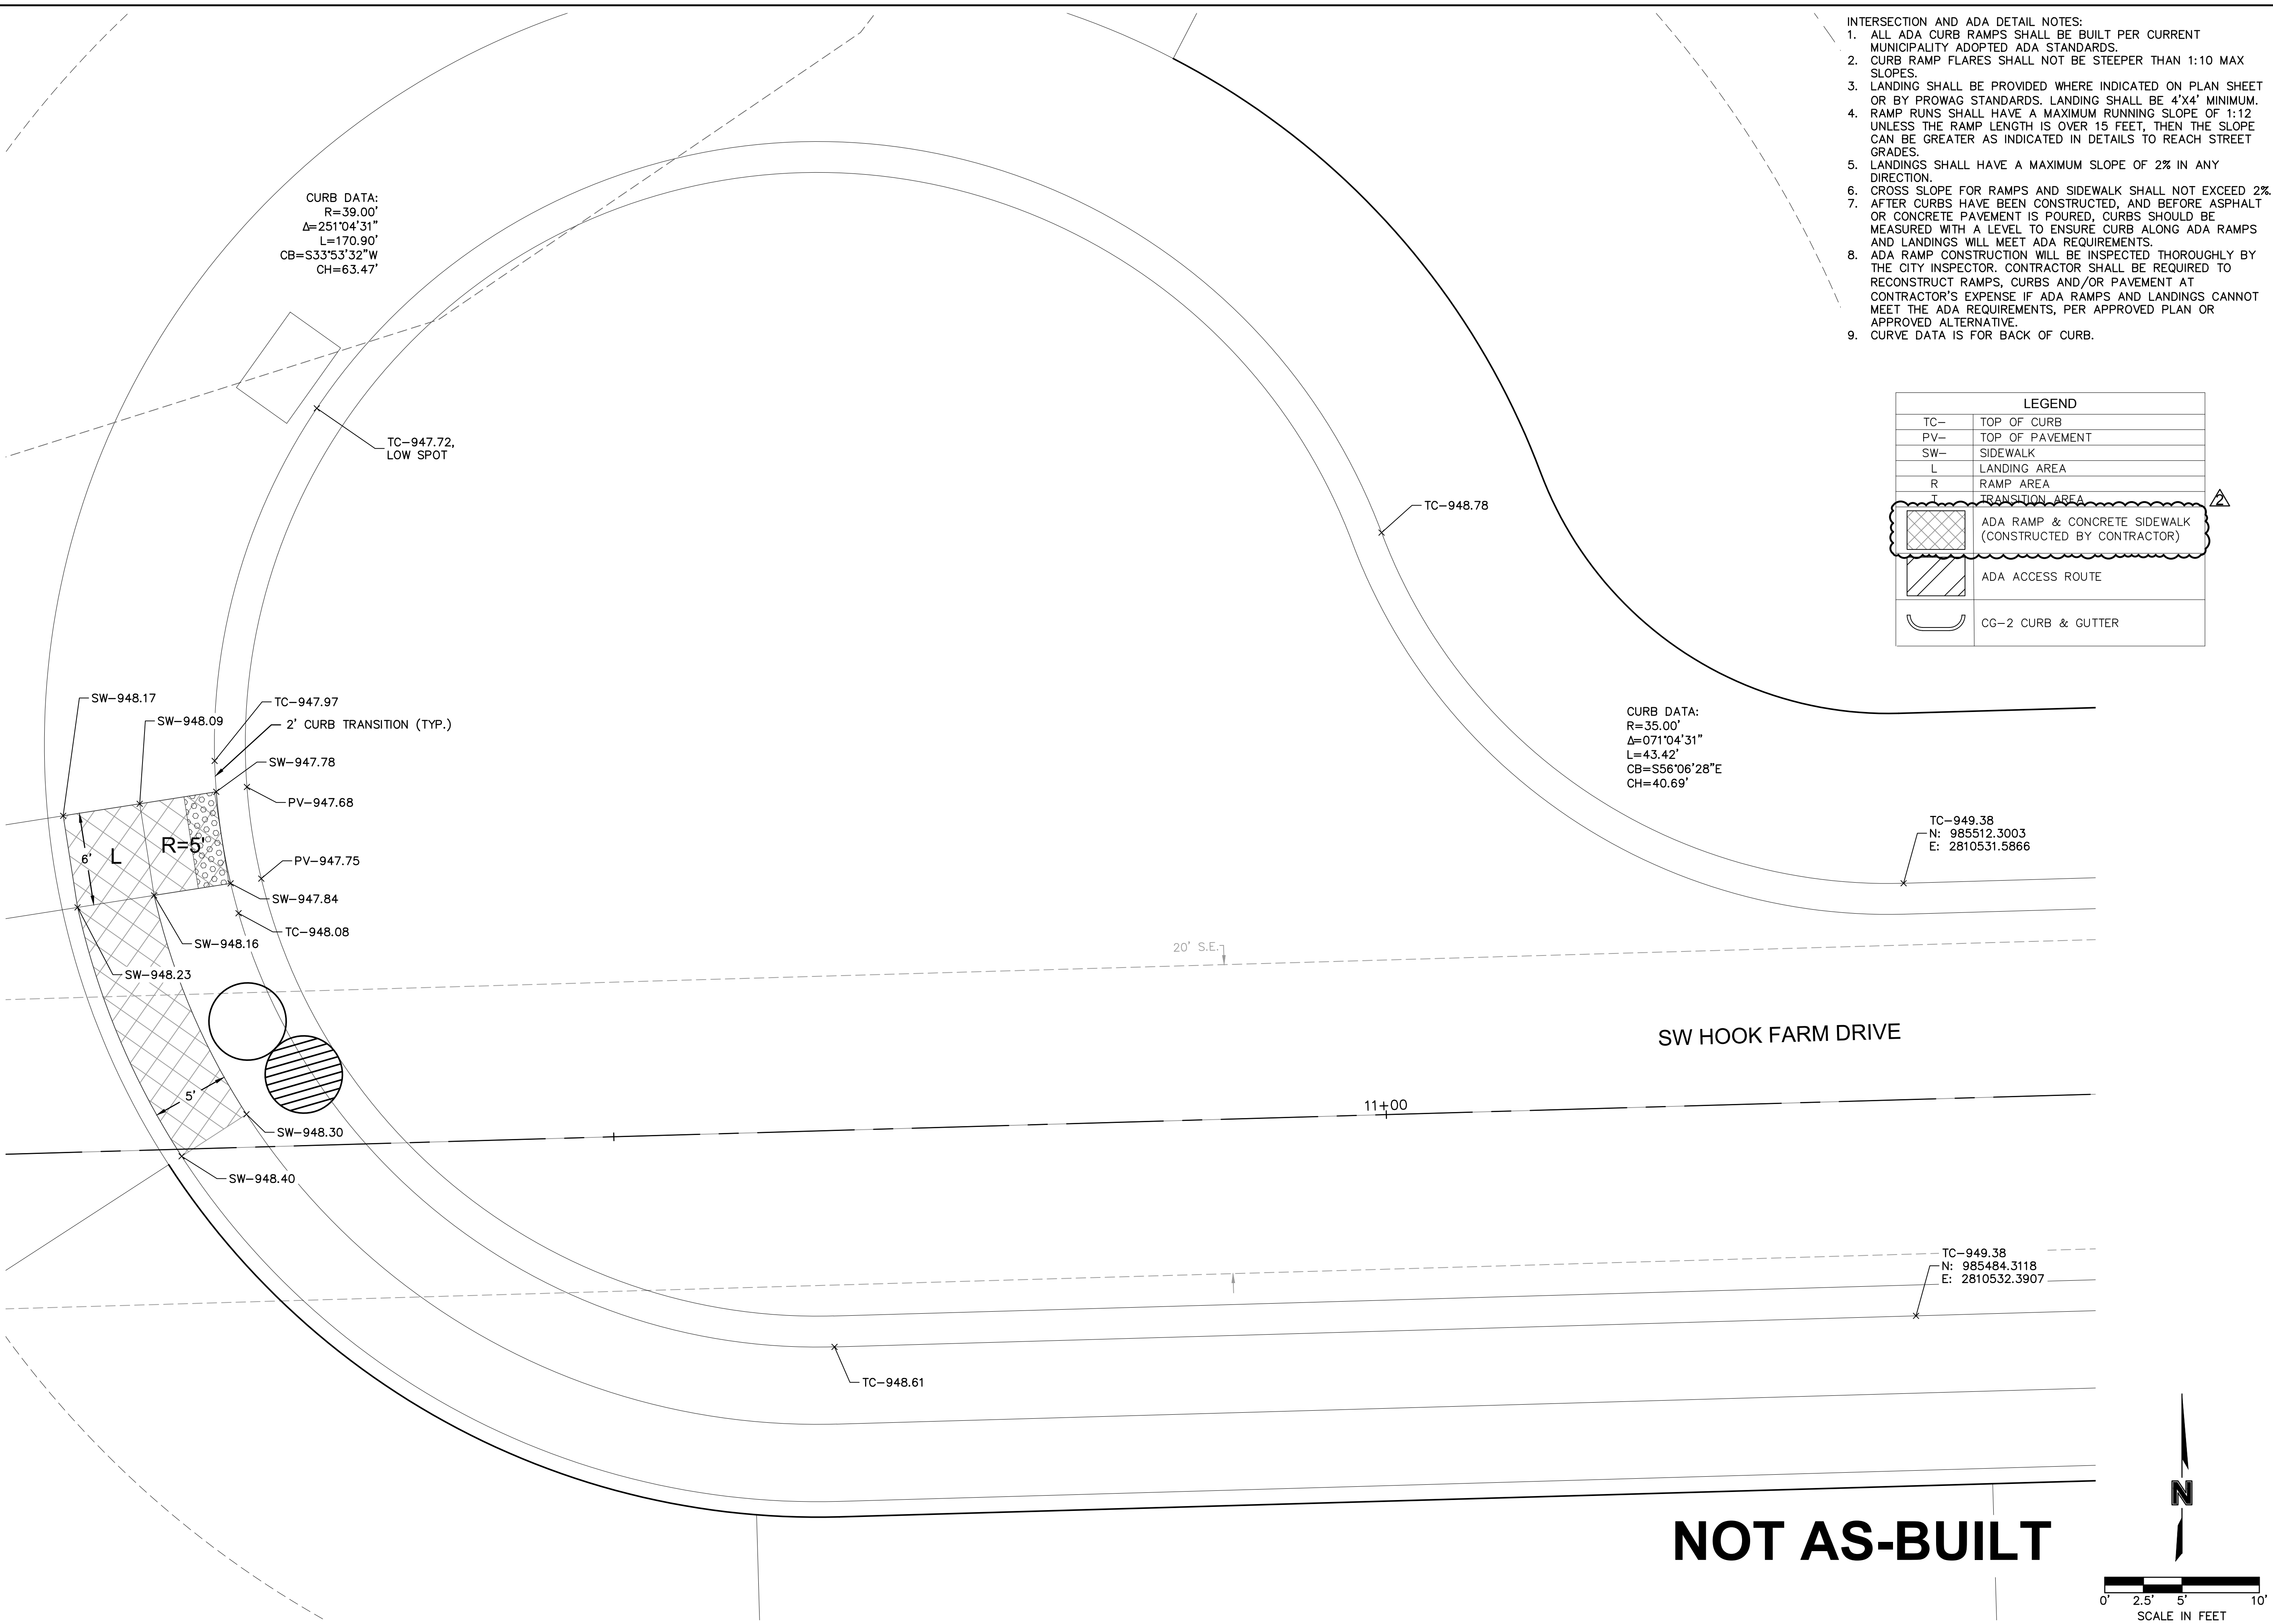 INTERSECTION AND ADA DETAIL NOTES:
1. ALL ADA CURB RAMPS SHALL BE BUILT PER CURRENT
MUNICIPALITY ADOPTED ADA STANDARDS.
2. CURB RAMP FLARES SHALL NOT BE STEEPER THAN 1:10 MAX
SLOPES.
3. LANDING SHALL BE PROVIDED WHERE INDICATED ON PLAN SHEET
OR BY PROWAG STANDARDS. LANDING SHALL BE 4'X4' MINIMUM.
4. RAMP RUNS SHALL HAVE A MAXIMUM RUNNING SLOPE OF 1:12
UNLESS THE RAMP LENGTH IS OVER 15 FEET, THEN THE SLOPE
CAN BE GREATER AS INDICATED IN DETAILS TO REACH STREET
GRADES.
5. LANDINGS SHALL HAVE A MAXIMUM SLOPE OF 2% IN ANY
DIRECTION.
6. CROSS SLOPE FOR RAMPS AND SIDEWALK SHALL NOT EXCEED 2%.
7. AFTER CURBS HAVE BEEN CONSTRUCTED, AND BEFORE ASPHALT
OR CONCRETE PAVEMENT IS POURED, CURBS SHOULD BE
MEASURED WITH A LEVEL TO ENSURE CURB ALONG ADA RAMPS
AND LANDINGS WILL MEET ADA REQUIREMENTS.
8. ADA RAMP CONSTRUCTION WILL BE INSPECTED THOROUGHLY BY
THE CITY INSPECTOR. CONTRACTOR SHALL BE REQUIRED TO
RECONSTRUCT RAMPS, CURBS AND/OR PAVEMENT AT
CONTRACTOR'S EXPENSE IF ADA RAMPS AND LANDINGS CANNOT
MEET THE ADA REQUIREMENTS, PER APPROVED PLAN OR
APPROVED ALTERNATIVE.
9. CURVE DATA IS FOR BACK OF CURB.
CURB DATA:
R=39.00'
Δ=251°04'31"
L=170.90'
CB=S33°53'32"W
CH=63.47'
LEGEND
TC- TOP OF CURB
PV- TOP OF PAVEMENT
SW- SIDEWALK
L LANDING AREA
R RAMP AREA
T TRANSITION AREA
2
ADA RAMP & CONCRETE SIDEWALK
(CONSTRUCTED BY CONTRACTOR)
ADA ACCESS ROUTE
CG-2 CURB & GUTTER
TC-947.72,
LOW SPOT
TC-948.78
SW-948.17
SW-948.09
TC-947.97
2' CURB TRANSITION (TYP.)
SW-947.78
PV-947.68
R=5'
L
6'
PV-947.75
SW-947.84
TC-948.08
SW-948.16
SW-948.23
CURB DATA:
R=35.00'
Δ=071°04'31"
L=43.42'
CB=S56°06'28"E
CH=40.69'
TC-949.38
N: 985512.3003
E: 2810531.5866
20' S.E.
SW HOOK FARM DRIVE
5'
11+00
SW-948.30
SW-948.40
TC-949.38
N: 985484.3118
E: 2810532.3907
TC-948.61
NOT AS-BUILT
N
0' 2.5' 5' 10'
SCALE IN FEET